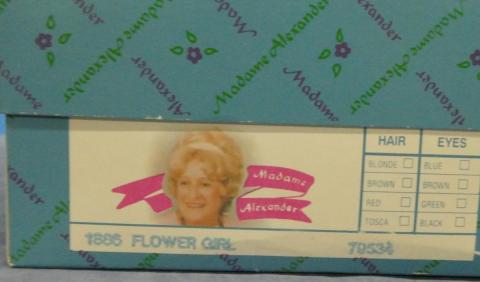 Madame Alexander
Madame Alexander
Madame Alexander
HAIR EYES
BLONDE BLUE
BROWN BROWN
RED GREEN
TOSCA BLACK
Madame
Alexander
1886 FLOWER GIRL 79534